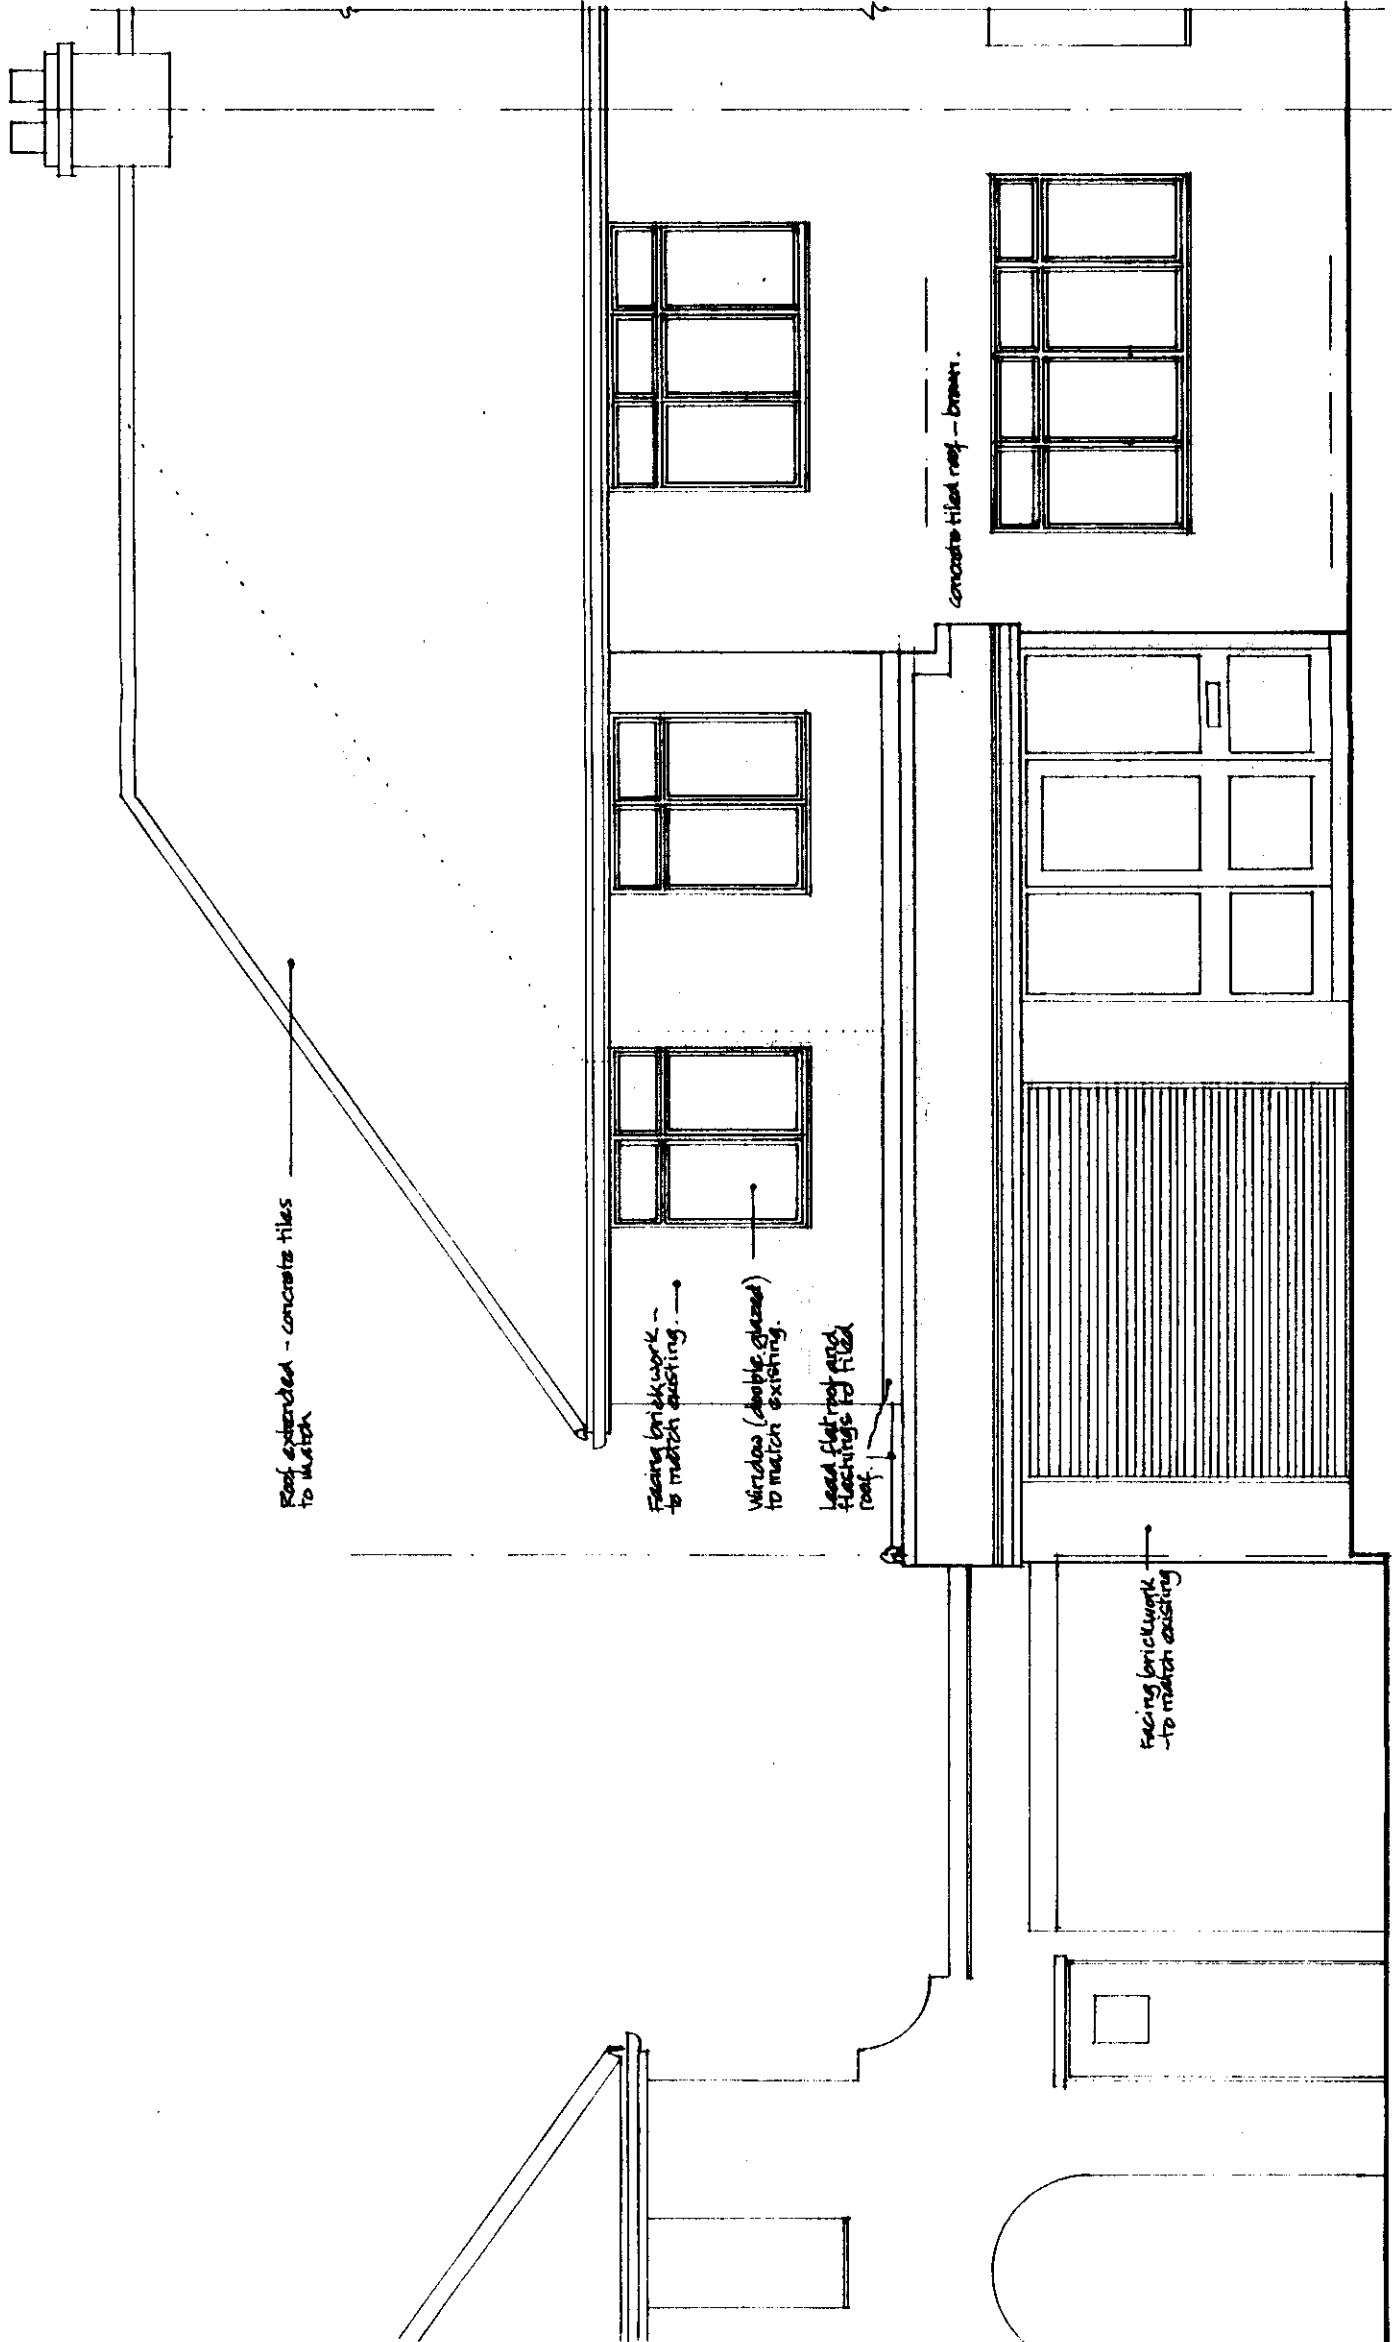 Roof extended - concrete tiles
to match
Facing brickwork -
to match existing.
Window (double glazed)
to match existing.
Lead flat roof and
flashings to tiled
roof.
concrete tiled roof - brown.
Facing brickwork
- to match existing